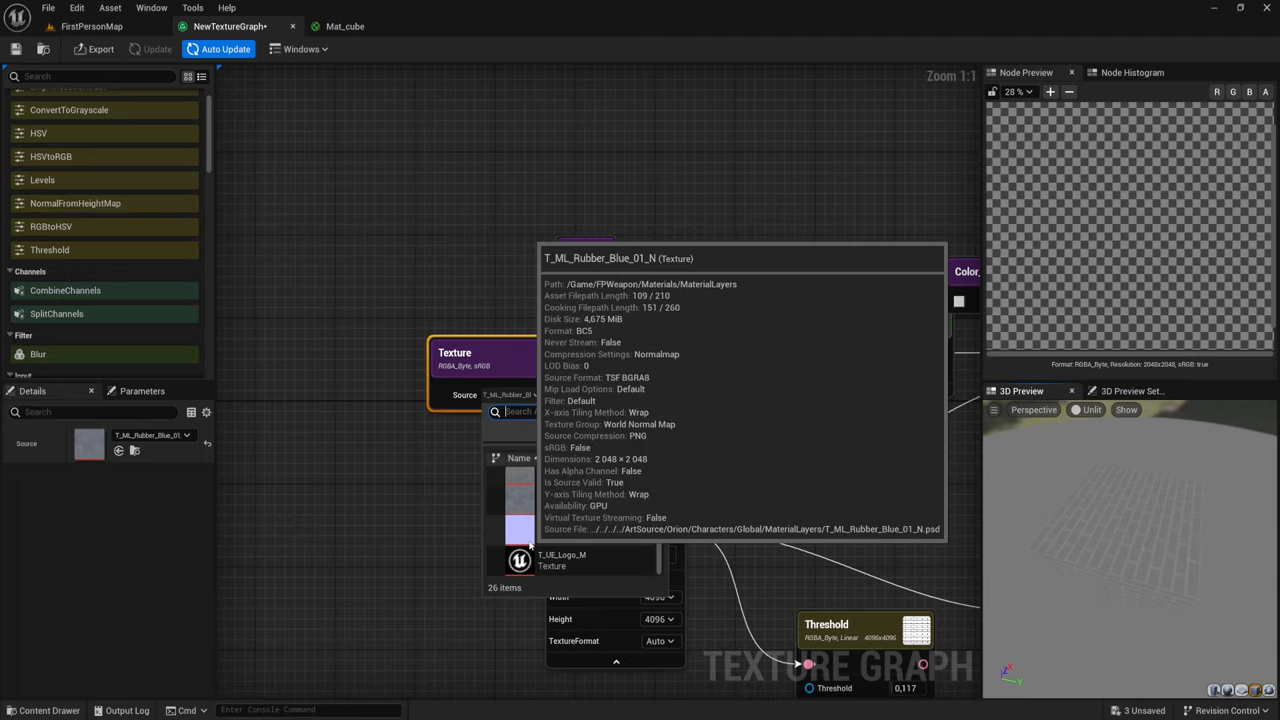 File Edit Asset Window Tools Help
FirstPersonMap NewTextureGraph* Mat_cube
Export Update Auto Update Windows
Search
Zoom 1:1
ConvertToGrayscale
HSV
HSVtoRGB
Levels
NormalFromHeightMap
RGBtoHSV
Threshold
Channels
CombineChannels
SplitChannels
Filter
Blur
Details Parameters
Search
Source T_ML_Rubber_Blue_01_
Texture
RGBA_Byte, sRGB
Source T_ML_Rubber_Bl
Name
T_UE_Logo_M
Texture
26 items
T_ML_Rubber_Blue_01_N (Texture)
Path: /Game/FPWeapon/Materials/MaterialLayers
Asset Filepath Length: 109 / 210
Cooking Filepath Length: 151 / 260
Disk Size: 4,675 MiB
Format: BC5
Never Stream: False
Compression Settings: Normalmap
LOD Bias: 0
Source Format: TSF BGRA8
Mip Load Options: Default
Filter: Default
X-axis Tiling Method: Wrap
Texture Group: World Normal Map
Source Compression: PNG
sRGB: False
Dimensions: 2 048 × 2 048
Has Alpha Channel: False
Is Source Valid: True
Y-axis Tiling Method: Wrap
Availability: GPU
Virtual Texture Streaming: False
Source File: ../../../../ArtSource/Orion/Characters/Global/MaterialLayers/T_ML_Rubber_Blue_01_N.psd
Color_
Width 4096
Height 4096
TextureFormat Auto
Threshold
RGBA_Byte, Linear 4096x4096
Threshold 0,117
TEXTURE GRAPH
Node Preview Node Histogram
28 % R G B A
Format: RGBA_Byte, Resolution: 2048x2048, sRGB: true
3D Preview 3D Preview Set...
Perspective Unlit Show
X
Z
Y
Content Drawer Output Log Cmd Enter Console Command
3 Unsaved Revision Control